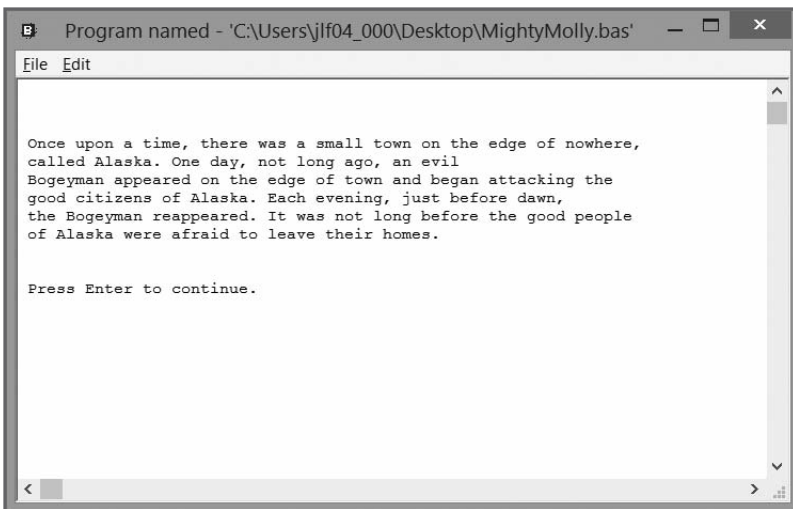 Program named - 'C:\Users\jlf04_000\Desktop\MightyMolly.bas'
File Edit
Once upon a time, there was a small town on the edge of nowhere,
called Alaska. One day, not long ago, an evil
Bogeyman appeared on the edge of town and began attacking the
good citizens of Alaska. Each evening, just before dawn,
the Bogeyman reappeared. It was not long before the good people
of Alaska were afraid to leave their homes.
Press Enter to continue.